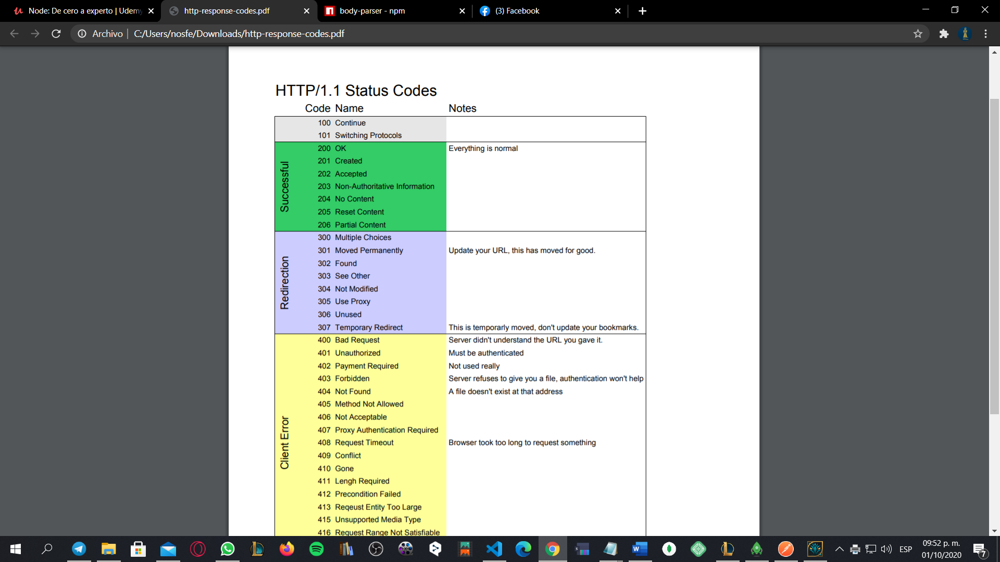 Node: De cero a experto | Udemy
http-response-codes.pdf
body-parser - npm
(3) Facebook
Archivo
C:/Users/nosfe/Downloads/http-response-codes.pdf
HTTP/1.1 Status Codes
Code Name Notes
100 Continue
101 Switching Protocols
Successful
200 OK Everything is normal
201 Created
202 Accepted
203 Non-Authoritative Information
204 No Content
205 Reset Content
206 Partial Content
Redirection
300 Multiple Choices
301 Moved Permanently Update your URL, this has moved for good.
302 Found
303 See Other
304 Not Modified
305 Use Proxy
306 Unused
307 Temporary Redirect This is temporarly moved, don't update your bookmarks.
Client Error
400 Bad Request Server didn't understand the URL you gave it.
401 Unauthorized Must be authenticated
402 Payment Required Not used really
403 Forbidden Server refuses to give you a file, authentication won't help
404 Not Found A file doesn't exist at that address
405 Method Not Allowed
406 Not Acceptable
407 Proxy Authentication Required
408 Request Timeout Browser took too long to request something
409 Conflict
410 Gone
411 Lengh Required
412 Precondition Failed
413 Reqeust Entity Too Large
415 Unsupported Media Type
416 Request Range Not Satisfiable
ESP
09:52 p. m.
01/10/2020
7